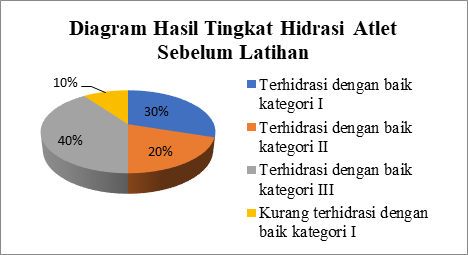 Diagram Hasil Tingkat Hidrasi Atlet
Sebelum Latihan
10%
30%
40%
20%
Terhidrasi dengan baik
kategori I
Terhidrasi dengan baik
kategori II
Terhidrasi dengan baik
kategori III
Kurang terhidrasi dengan
baik kategori I